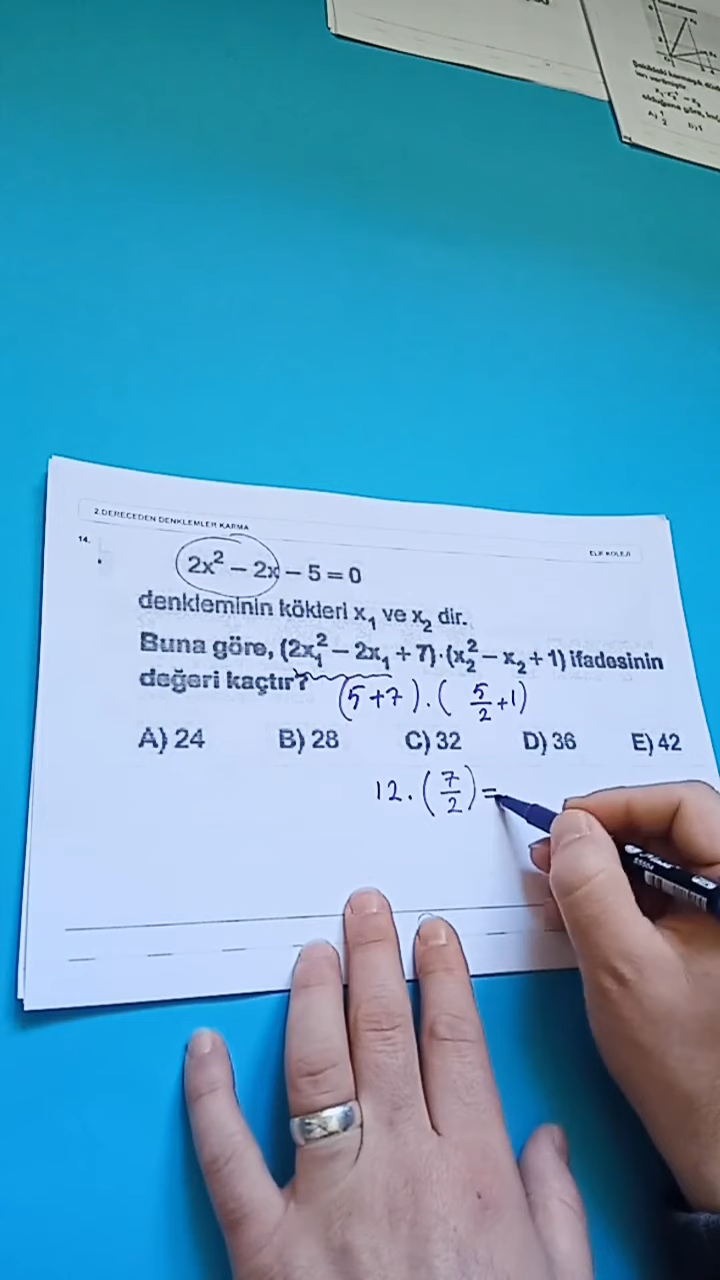 2.DERECEDEN DENKLEMLER KARMA
ELİF KOLEJİ
14.
2x² – 2x – 5 = 0
denkleminin kökleri x₁ ve x₂ dir.
Buna göre, (2x₁² – 2x₁ + 7)·(x₂² – x₂ + 1) ifadesinin
değeri kaçtır?
(5+7).(5/2+1)
A) 24 B) 28 C) 32 D) 36 E) 42
12.(7/2)=